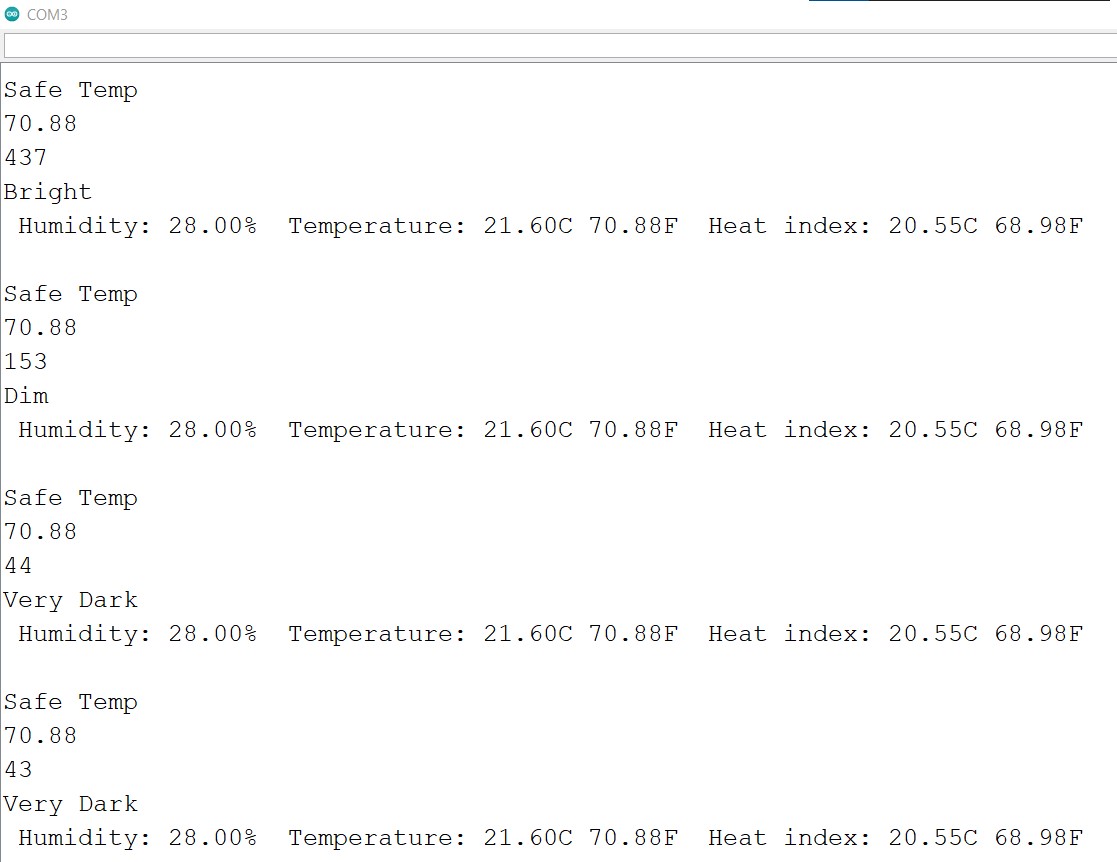 COM3
Safe Temp
70.88
437
Bright
Humidity: 28.00%  Temperature: 21.60C 70.88F  Heat index: 20.55C 68.98F
Safe Temp
70.88
153
Dim
Humidity: 28.00%  Temperature: 21.60C 70.88F  Heat index: 20.55C 68.98F
Safe Temp
70.88
44
Very Dark
Humidity: 28.00%  Temperature: 21.60C 70.88F  Heat index: 20.55C 68.98F
Safe Temp
70.88
43
Very Dark
Humidity: 28.00%  Temperature: 21.60C 70.88F  Heat index: 20.55C 68.98F